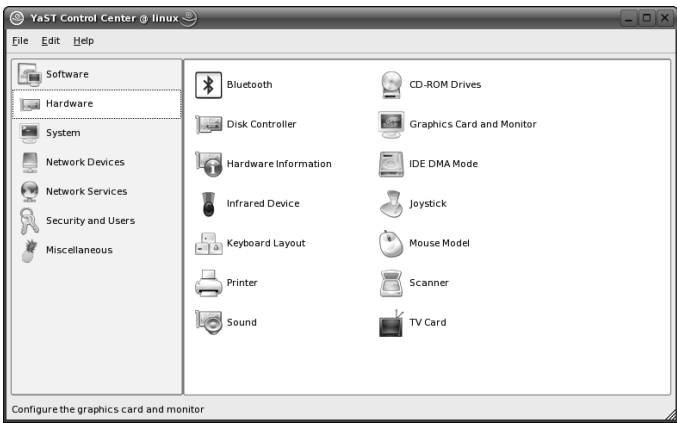 YaST Control Center @ linux
File Edit Help
Software
Hardware
System
Network Devices
Network Services
Security and Users
Miscellaneous
Bluetooth
CD-ROM Drives
Disk Controller
Graphics Card and Monitor
Hardware Information
IDE DMA Mode
Infrared Device
Joystick
Keyboard Layout
Mouse Model
Printer
Scanner
Sound
TV Card
Configure the graphics card and monitor